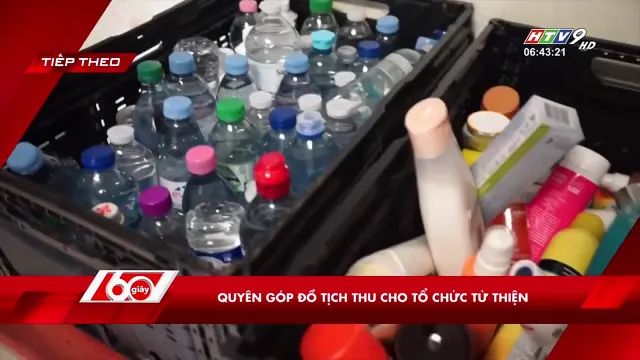 TIẾP THEO
HTV9 HD
06:43:21
60 giây
QUYÊN GÓP ĐỒ TỊCH THU CHO TỔ CHỨC TỪ THIỆN